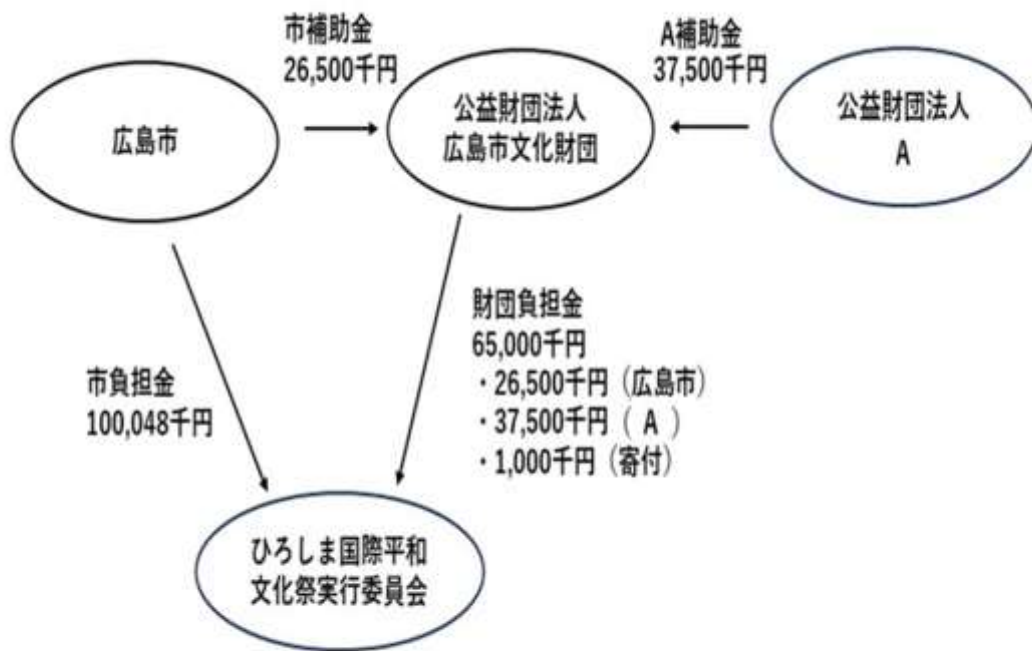 市補助金
26,500千円
A補助金
37,500千円
広島市
公益財団法人
広島市文化財団
公益財団法人
A
財団負担金
65,000千円
・26,500千円（広島市）
・37,500千円（ A ）
・1,000千円（寄付）
市負担金
100,048千円
ひろしま国際平和
文化祭実行委員会